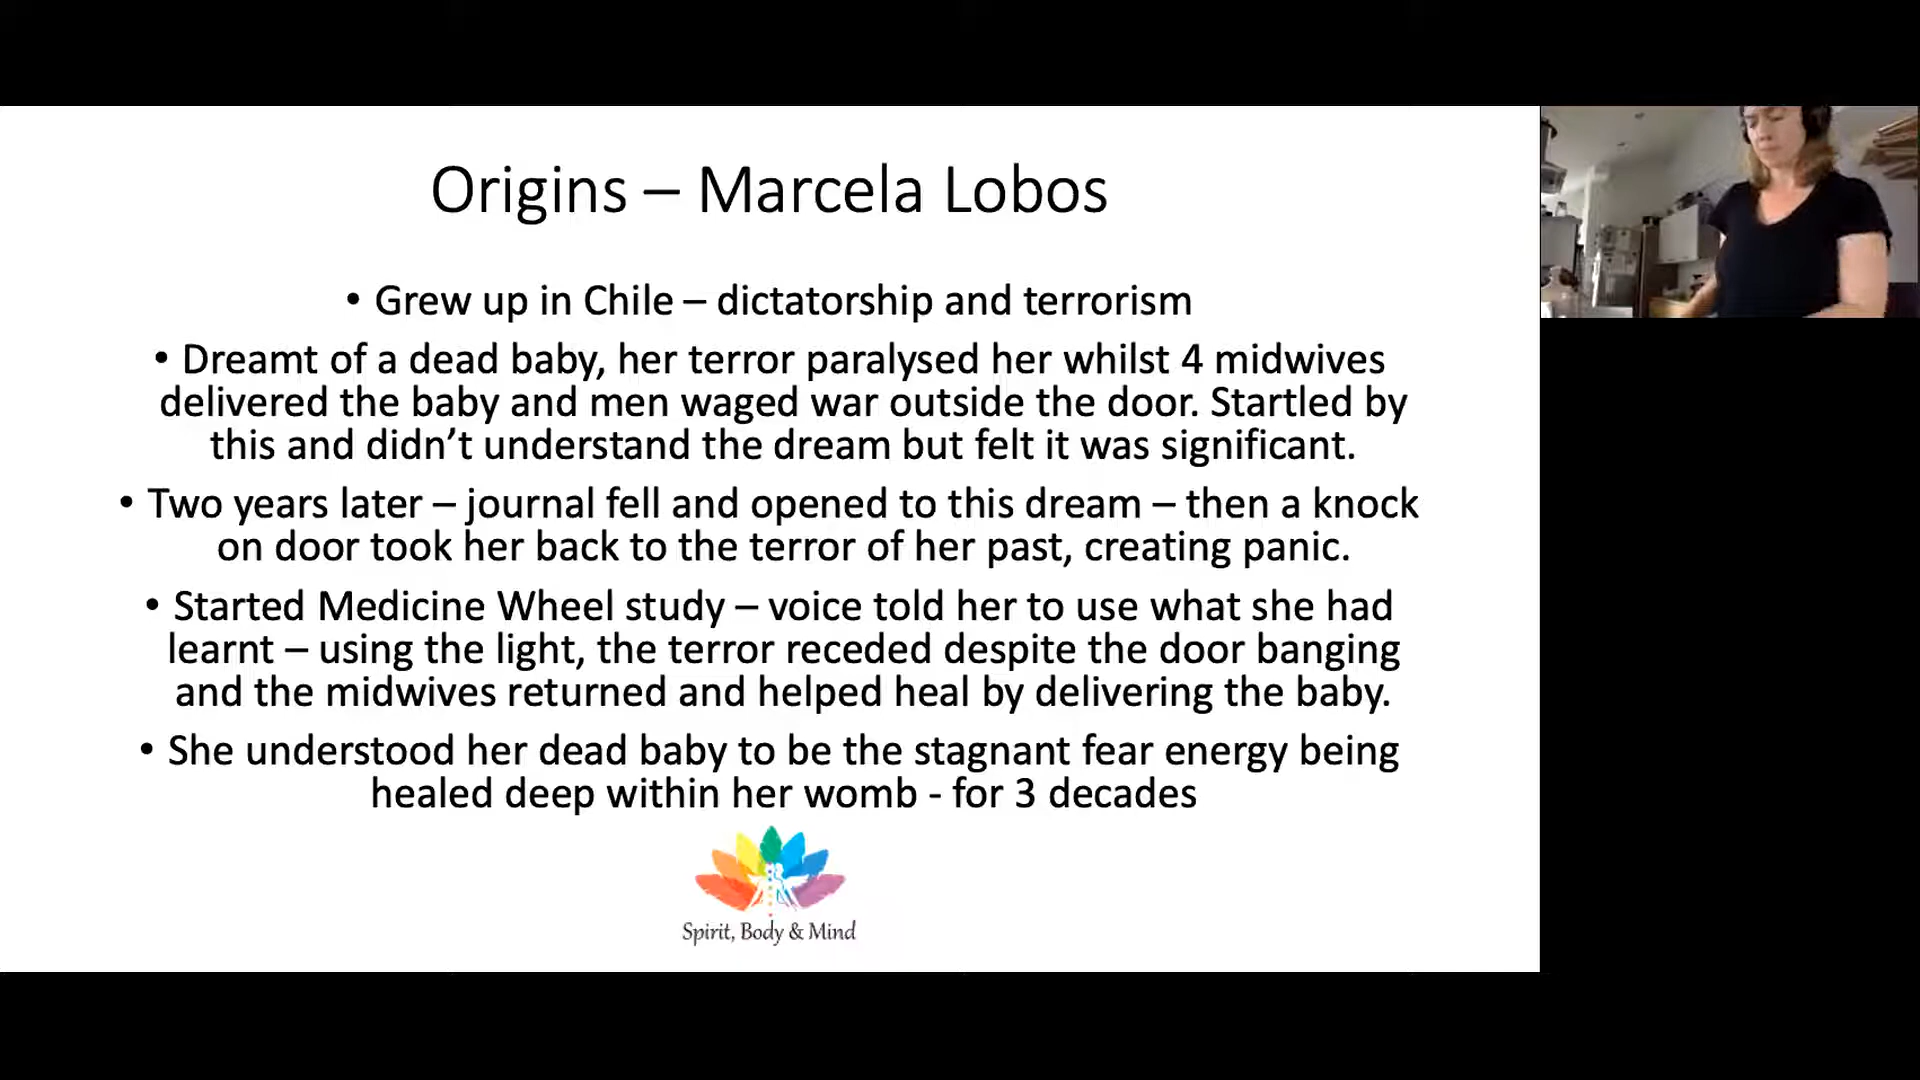 Origins – Marcela Lobos
• Grew up in Chile – dictatorship and terrorism
• Dreamt of a dead baby, her terror paralysed her whilst 4 midwives
delivered the baby and men waged war outside the door. Startled by
this and didn’t understand the dream but felt it was significant.
• Two years later – journal fell and opened to this dream – then a knock
on door took her back to the terror of her past, creating panic.
• Started Medicine Wheel study – voice told her to use what she had
learnt – using the light, the terror receded despite the door banging
and the midwives returned and helped heal by delivering the baby.
• She understood her dead baby to be the stagnant fear energy being
healed deep within her womb - for 3 decades
Spirit, Body & Mind